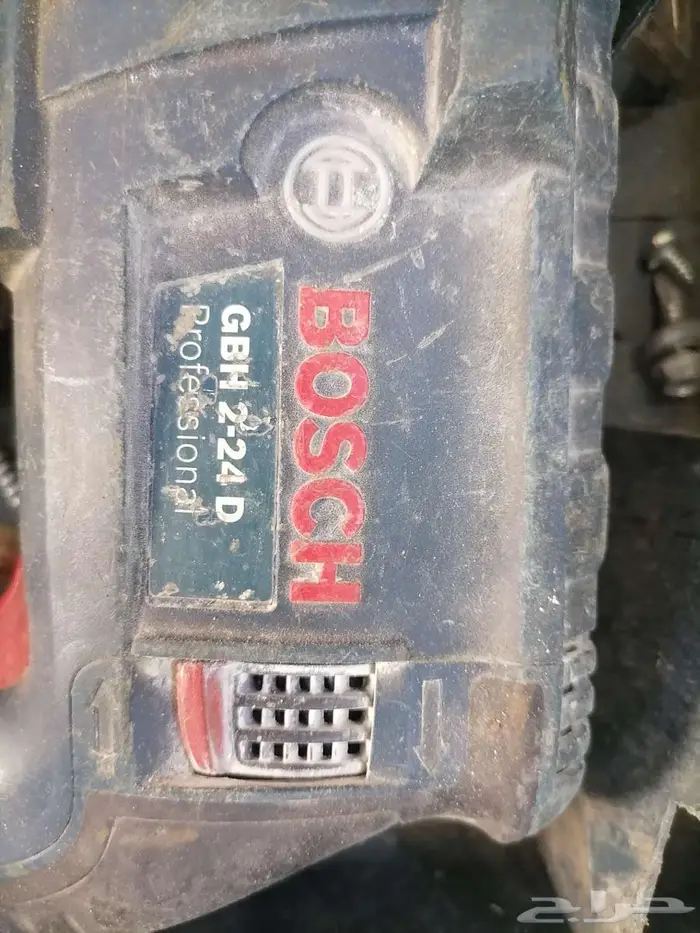 BOSCH
GBH 2-24 D
Professional
حراج